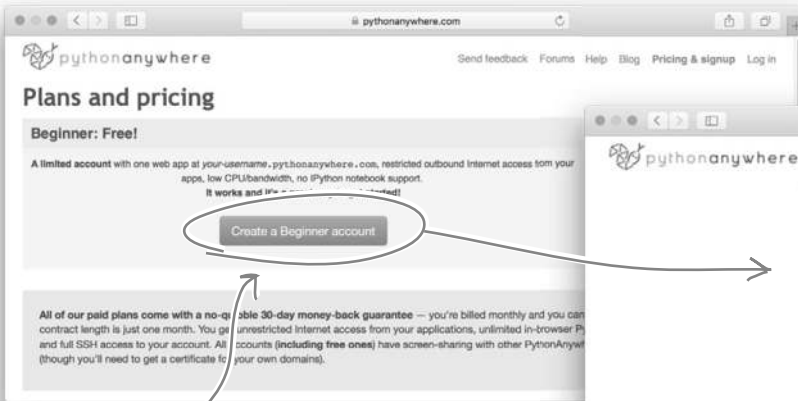 pythonanywhere.com
pythonanywhere
Send feedback Forums Help Blog Pricing & signup Log in
Plans and pricing
Beginner: Free!
A limited account with one web app at your-username.pythonanywhere.com, restricted outbound Internet access from your
apps, low CPU/bandwidth, no IPython notebook support.
It works and it's a
Create a Beginner account
All of our paid plans come with a no-quibble 30-day money-back guarantee — you're billed monthly and you can
contract length is just one month. You get unrestricted Internet access from your applications, unlimited in-browser
and full SSH access to your account. All accounts (including free ones) have screen-sharing with other
(though you'll need to get a certificate for your own domains).
pythonanywhere